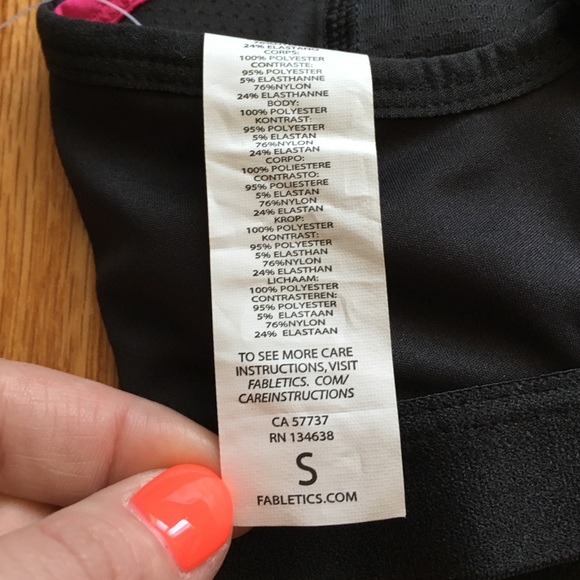 76% NYLON
24% ELASTANO
CORPS:
100% POLYESTER
CONTRASTE:
95% POLYESTER
5% ELASTHANNE
76%NYLON
24% ELASTHANNE
BODY:
100% POLYESTER
KONTRAST:
95% POLYESTER
5% ELASTAN
76%NYLON
24% ELASTAN
CORPO:
100% POLIESTERE
CONTRASTO:
95% POLIESTERE
5% ELASTAN
76%NYLON
24% ELASTAN
KROP:
100% POLYESTER
KONTRAST:
95% POLYESTER
5% ELASTHAN
76%NYLON
24% ELASTHAN
LICHAAM:
100% POLYESTER
CONTRASTEREN:
95% POLYESTER
5% ELASTAAN
76%NYLON
24% ELASTAAN
TO SEE MORE CARE
INSTRUCTIONS, VISIT
FABLETICS. COM/
CAREINSTRUCTIONS
CA 57737
RN 134638
S
FABLETICS.COM